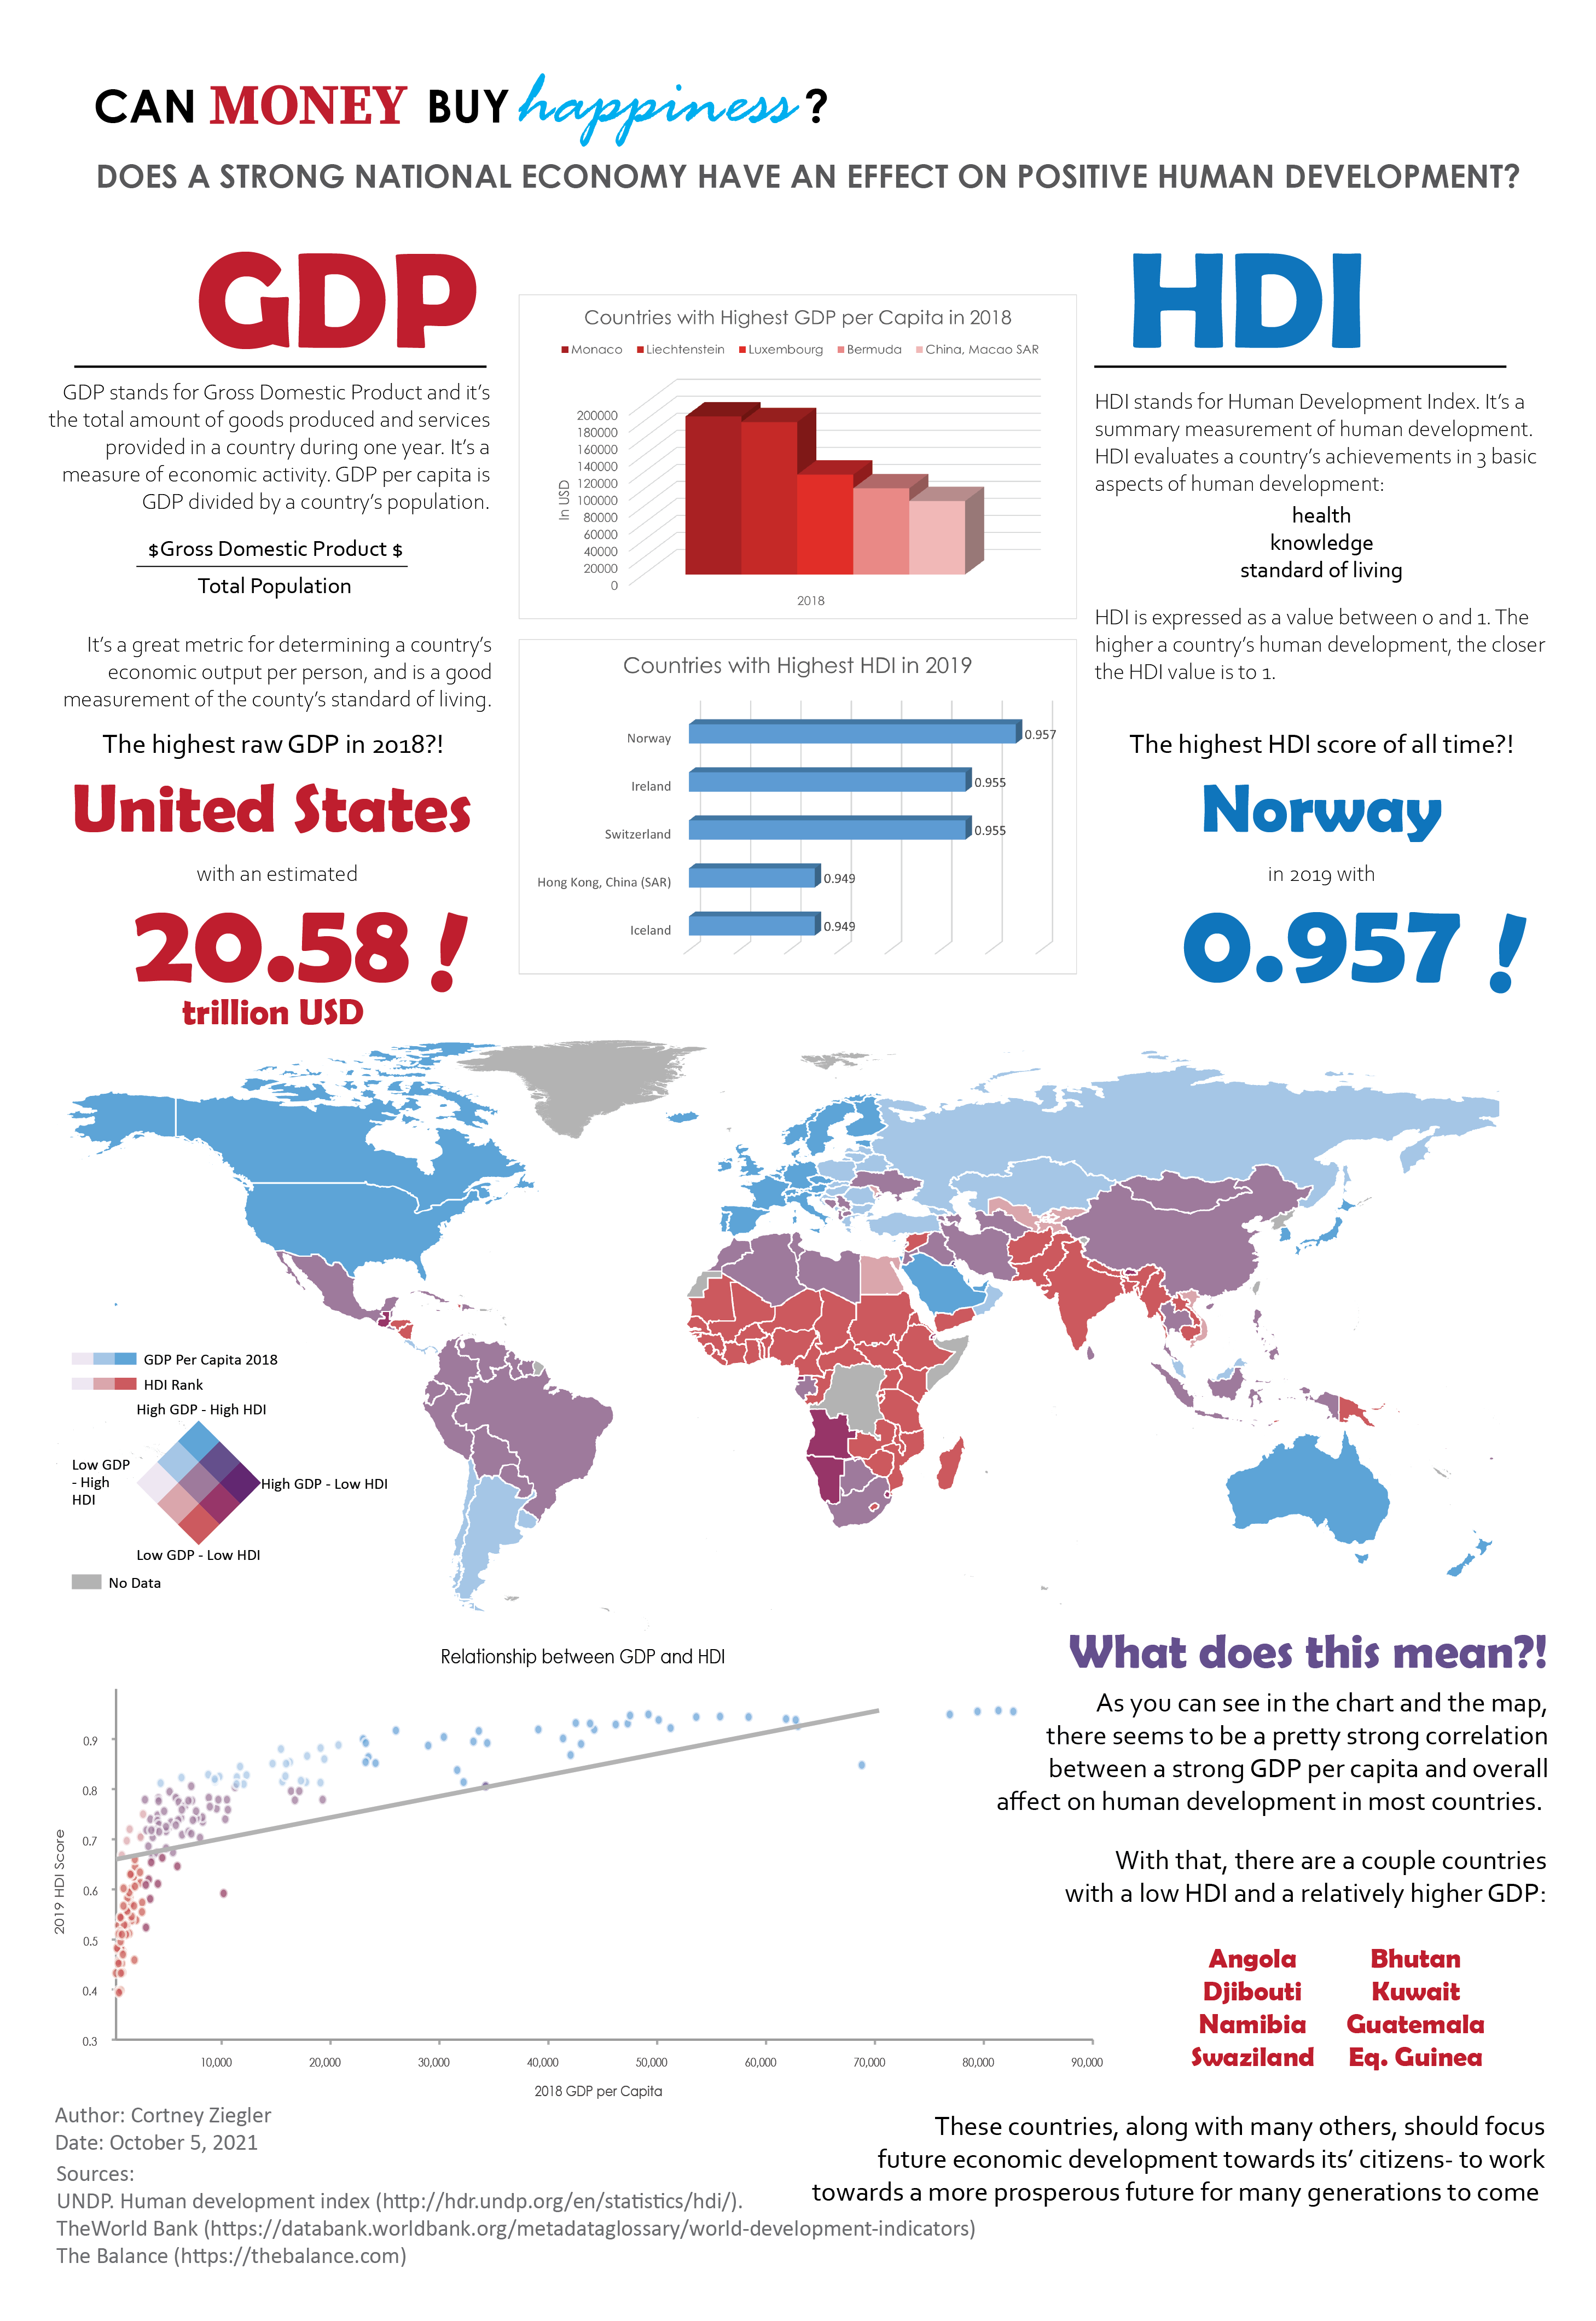 CAN MONEY BUY happiness ?
DOES A STRONG NATIONAL ECONOMY HAVE AN EFFECT ON POSITIVE HUMAN DEVELOPMENT?
GDP
GDP stands for Gross Domestic Product and it's
the total amount of goods produced and services
provided in a country during one year. It's a
measure of economic activity. GDP per capita is
GDP divided by a country's population.
$Gross Domestic Product $
Total Population
It's a great metric for determining a country's
economic output per person, and is a good
measurement of the county's standard of living.
The highest raw GDP in 2018?!
United States
with an estimated
20.58 !
trillion USD
Countries with Highest GDP per Capita in 2018
Monaco Liechtenstein Luxembourg Bermuda China, Macao SAR
In USD
200000
180000
160000
140000
120000
100000
80000
60000
40000
20000
0
2018
Countries with Highest HDI in 2019
Norway 0.957
Ireland 0.955
Switzerland 0.955
Hong Kong, China (SAR) 0.949
Iceland 0.949
HDI
HDI stands for Human Development Index. It's a
summary measurement of human development.
HDI evaluates a country's achievements in 3 basic
aspects of human development:
health
knowledge
standard of living
HDI is expressed as a value between 0 and 1. The
higher a country's human development, the closer
the HDI value is to 1.
The highest HDI score of all time?!
Norway
in 2019 with
0.957 !
GDP Per Capita 2018
HDI Rank
High GDP - High HDI
Low GDP
- High
HDI
High GDP - Low HDI
Low GDP - Low HDI
No Data
Relationship between GDP and HDI
2019 HDI Score
0.9
0.8
0.7
0.6
0.5
0.4
0.3
10,000 20,000 30,000 40,000 50,000 60,000 70,000 80,000 90,000
2018 GDP per Capita
What does this mean?!
As you can see in the chart and the map,
there seems to be a pretty strong correlation
between a strong GDP per capita and overall
affect on human development in most countries.
With that, there are a couple countries
with a low HDI and a relatively higher GDP:
Angola Bhutan
Djibouti Kuwait
Namibia Guatemala
Swaziland Eq. Guinea
These countries, along with many others, should focus
future economic development towards its' citizens- to work
towards a more prosperous future for many generations to come
Author: Cortney Ziegler
Date: October 5, 2021
Sources:
UNDP. Human development index (http://hdr.undp.org/en/statistics/hdi/).
TheWorld Bank (https://databank.worldbank.org/metadataglossary/world-development-indicators)
The Balance (https://thebalance.com)